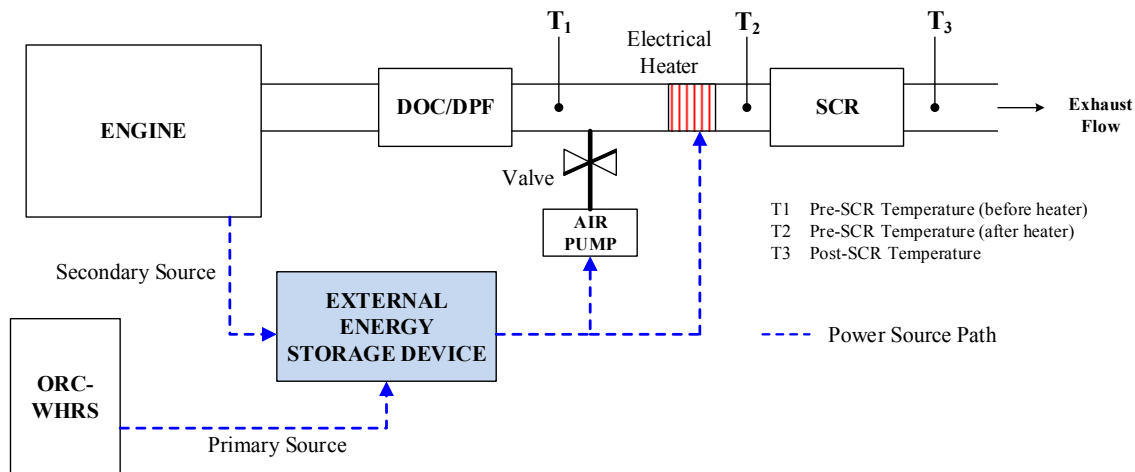 T1
Electrical
Heater
T2
T3
ENGINE
DOC/DPF
SCR
Exhaust
Flow
Valve
AIR
PUMP
T1 Pre-SCR Temperature (before heater)
T2 Pre-SCR Temperature (after heater)
T3 Post-SCR Temperature
Secondary Source
EXTERNAL
ENERGY
STORAGE DEVICE
Power Source Path
ORC-
WHRS
Primary Source